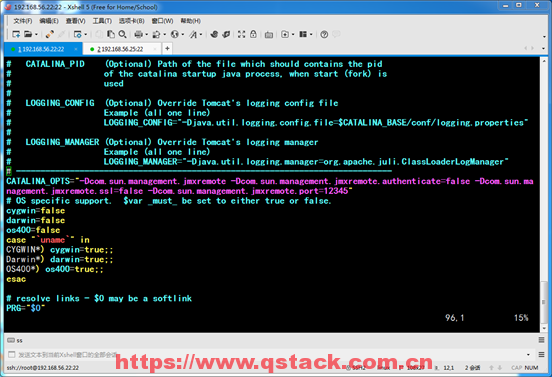 192.168.56.22:22 - Xshell 5 (Free for Home/School)
文件(F) 编辑(E) 查看(V) 工具(T) 选项卡(B) 窗口(W) 帮助(H)
1 192.168.56.22:22 2 192.168.56.25:22
# CATALINA_PID (Optional) Path of the file which should contains the pid
# of the catalina startup java process, when start (fork) is
# used
#
# LOGGING_CONFIG (Optional) Override Tomcat's logging config file
# Example (all one line)
# LOGGING_CONFIG="-Djava.util.logging.config.file=$CATALINA_BASE/conf/logging.properties"
#
# LOGGING_MANAGER (Optional) Override Tomcat's logging manager
# Example (all one line)
# LOGGING_MANAGER="-Djava.util.logging.manager=org.apache.juli.ClassLoaderLogManager"
# -----------------------------------------------------------------------------
CATALINA_OPTS="-Dcom.sun.management.jmxremote -Dcom.sun.management.jmxremote.authenticate=false -Dcom.sun.ma
nagement.jmxremote.ssl=false -Dcom.sun.management.jmxremote.port=12345"
# OS specific support. $var _must_ be set to either true or false.
cygwin=false
darwin=false
os400=false
case "`uname`" in
CYGWIN*) cygwin=true;;
Darwin*) darwin=true;;
OS400*) os400=true;;
esac

# resolve links - $0 may be a softlink
PRG="$0"
96,1 15%
ss
发送文本到当前Xshell窗口的全部会话
https://www.qstack.com.cn
ssh://root@192.168.56.22:22 SSH2 3, 12,1 2 会话 CAP NUM